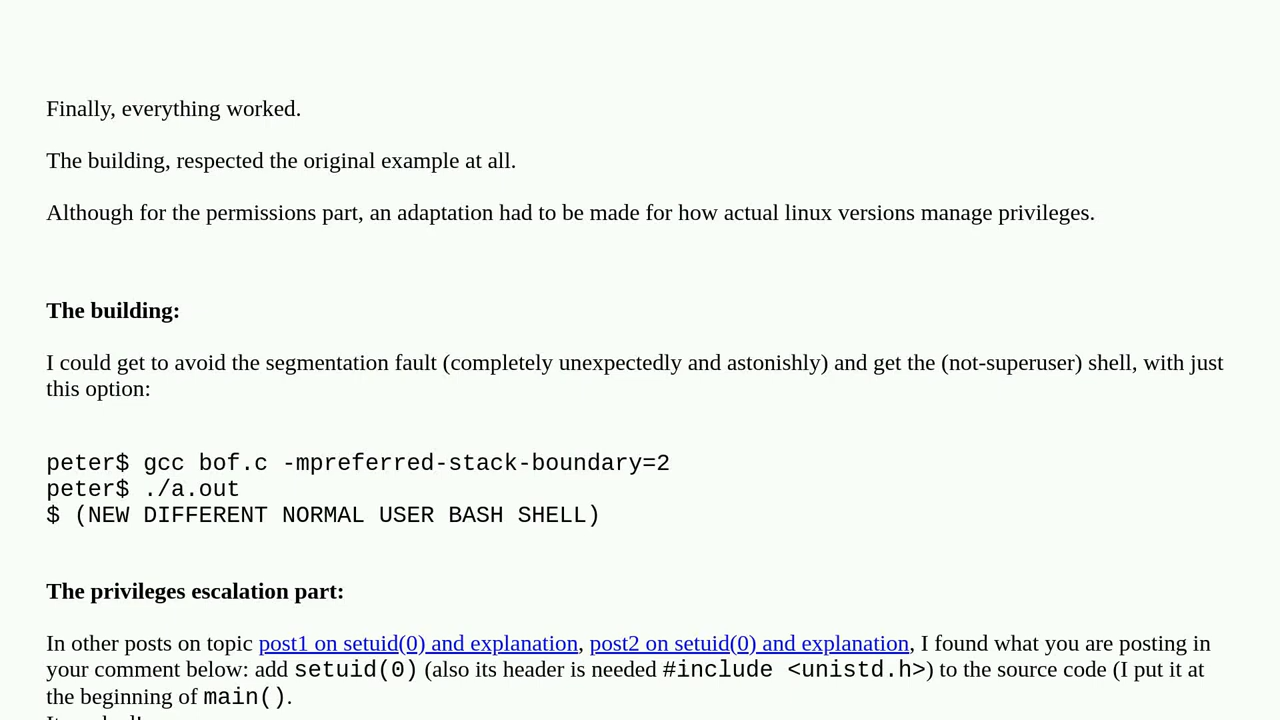 Finally, everything worked.
The building, respected the original example at all.
Although for the permissions part, an adaptation had to be made for how actual linux versions manage privileges.
The building:
I could get to avoid the segmentation fault (completely unexpectedly and astonishly) and get the (not-superuser) shell, with just
this option:
peter$ gcc bof.c -mpreferred-stack-boundary=2
peter$ ./a.out
$ (NEW DIFFERENT NORMAL USER BASH SHELL)
The privileges escalation part:
In other posts on topic post1 on setuid(0) and explanation, post2 on setuid(0) and explanation, I found what you are posting in
your comment below: add setuid(0) (also its header is needed #include <unistd.h>) to the source code (I put it at
the beginning of main().